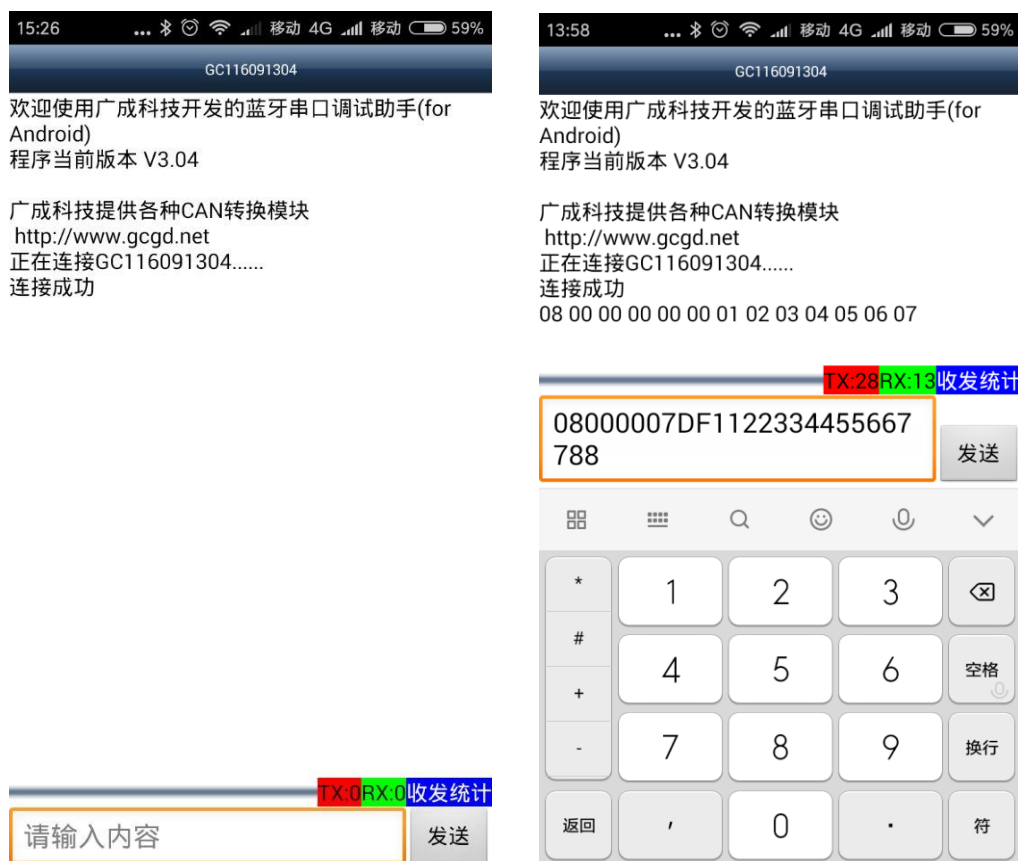 15:26 ... 移动 4G 移动 59%
GC116091304
欢迎使用广成科技开发的蓝牙串口调试助手(for
Android)
程序当前版本 V3.04
广成科技提供各种CAN转换模块
http://www.gcgd.net
正在连接GC116091304......
连接成功
TX:0RX:0收发统计
请输入内容
发送
13:58 ... 移动 4G 移动 59%
GC116091304
欢迎使用广成科技开发的蓝牙串口调试助手(for
Android)
程序当前版本 V3.04
广成科技提供各种CAN转换模块
http://www.gcgd.net
正在连接GC116091304......
连接成功
08 00 00 00 00 00 01 02 03 04 05 06 07
TX:28RX:13收发统计
08000007DF1122334455667
788
发送
* 1 2 3
# 4 5 6 空格
+
- 7 8 9 换行
返回 , 0 . 符